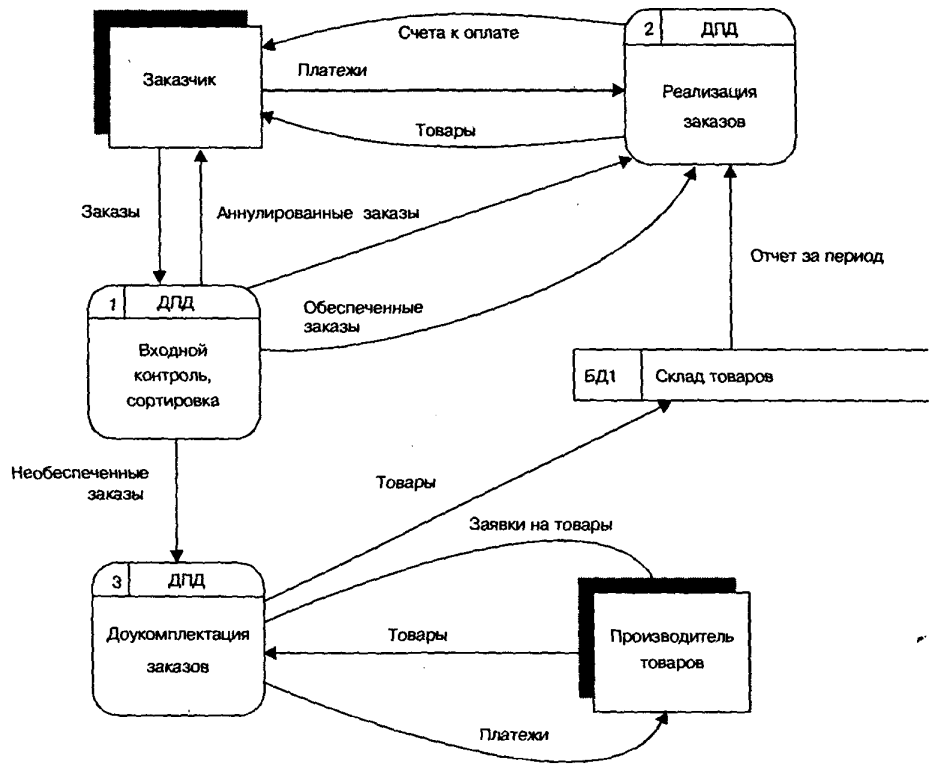 Заказчик
Счета к оплате
Платежи
Товары
2 ДПД
Реализация
заказов
Заказы
Аннулированные заказы
Отчет за период
1 ДПД
Входной
контроль,
сортировка
Обеспеченные
заказы
БД1 Склад товаров
Необеспеченные
заказы
Товары
Заявки на товары
3 ДПД
Доукомплектация
заказов
Товары
Производитель
товаров
Платежи